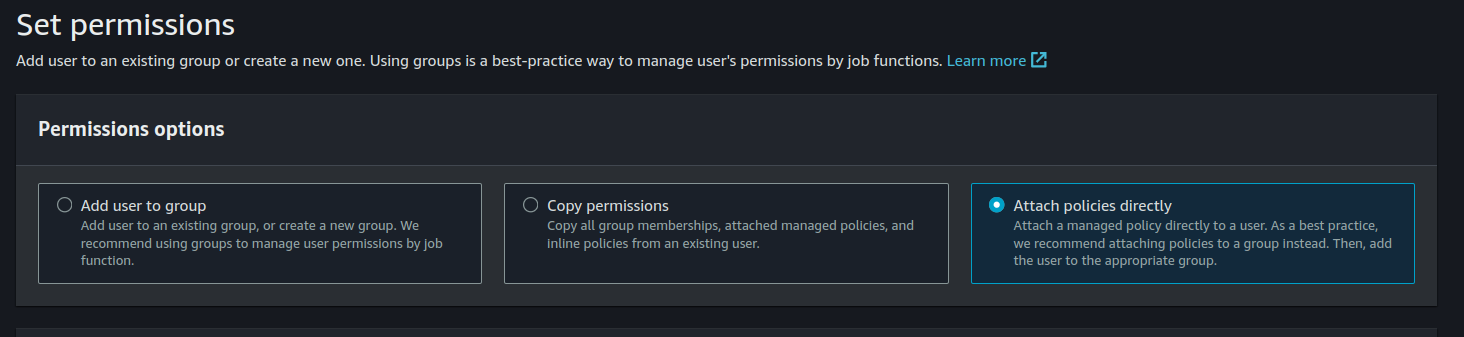 Set permissions
Add user to an existing group or create a new one. Using groups is a best-practice way to manage user's permissions by job functions. Learn more
Permissions options
Add user to group
Add user to an existing group, or create a new group. We
recommend using groups to manage user permissions by job
function.
Copy permissions
Copy all group memberships, attached managed policies, and
inline policies from an existing user.
Attach policies directly
Attach a managed policy directly to a user. As a best practice,
we recommend attaching policies to a group instead. Then, add
the user to the appropriate group.